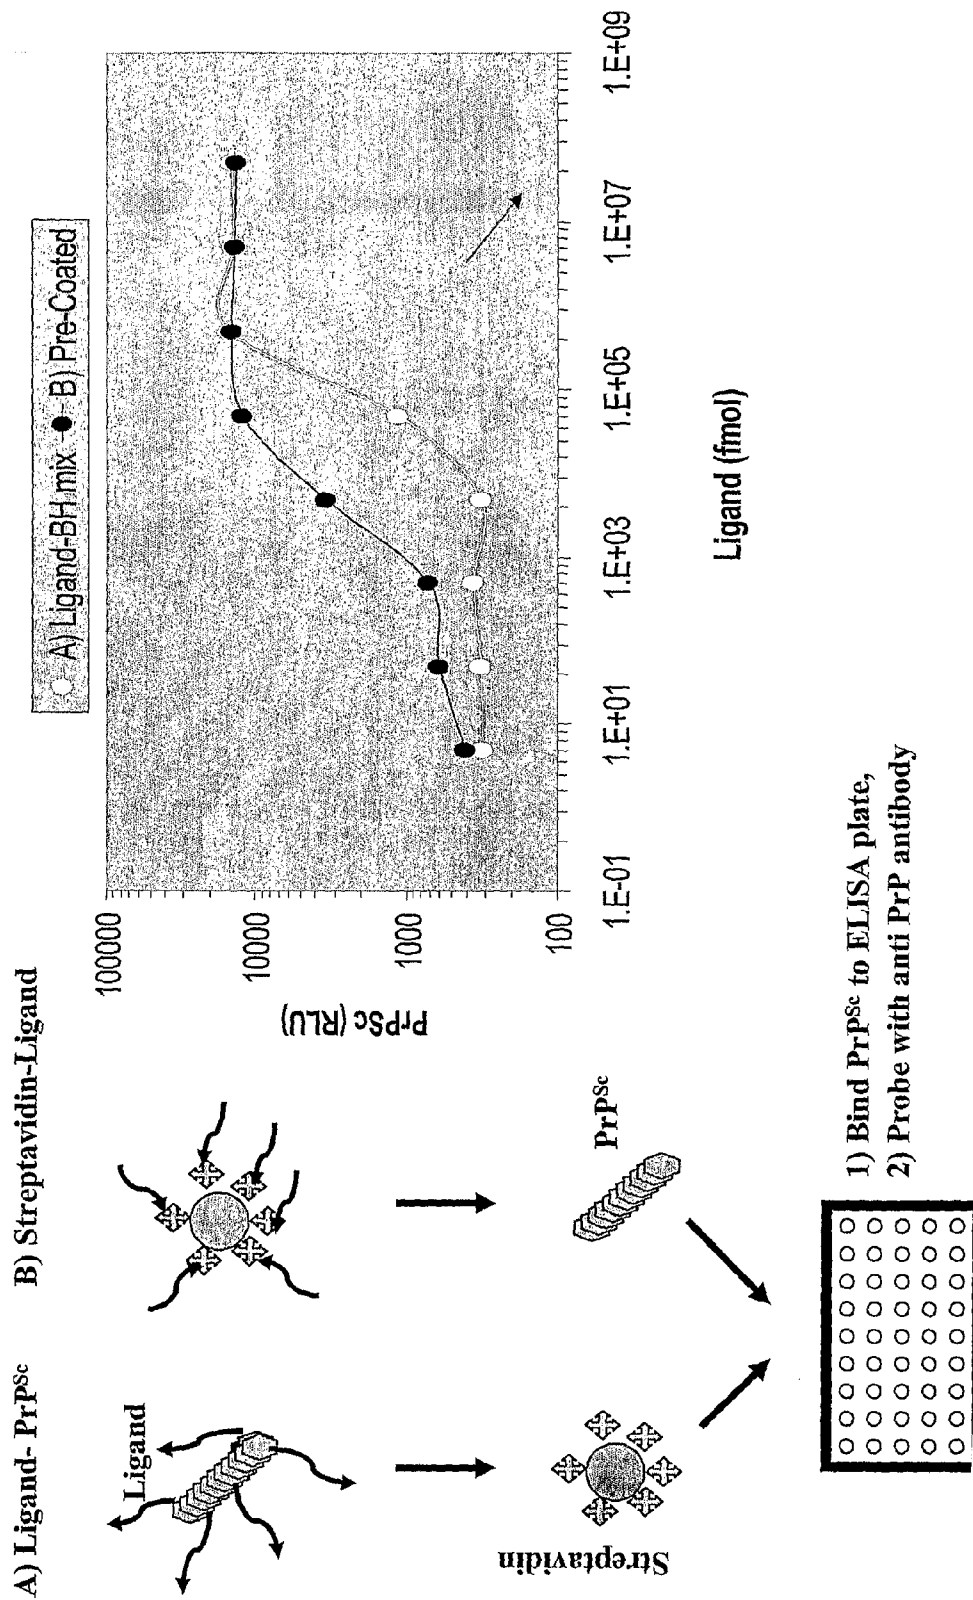 A) Ligand- PrPSc
B) Streptavidin-Ligand
Ligand
Streptavidin
PrPSc
1) Bind PrPSc to ELISA plate,
2) Probe with anti PrP antibody
A) Ligand-BH mix B) Pre-Coated
PrPSc (RLU)
100000
10000
1000
100
1.E-01
1.E+01
1.E+03
1.E+05
1.E+07
1.E+09
Ligand (fmol)